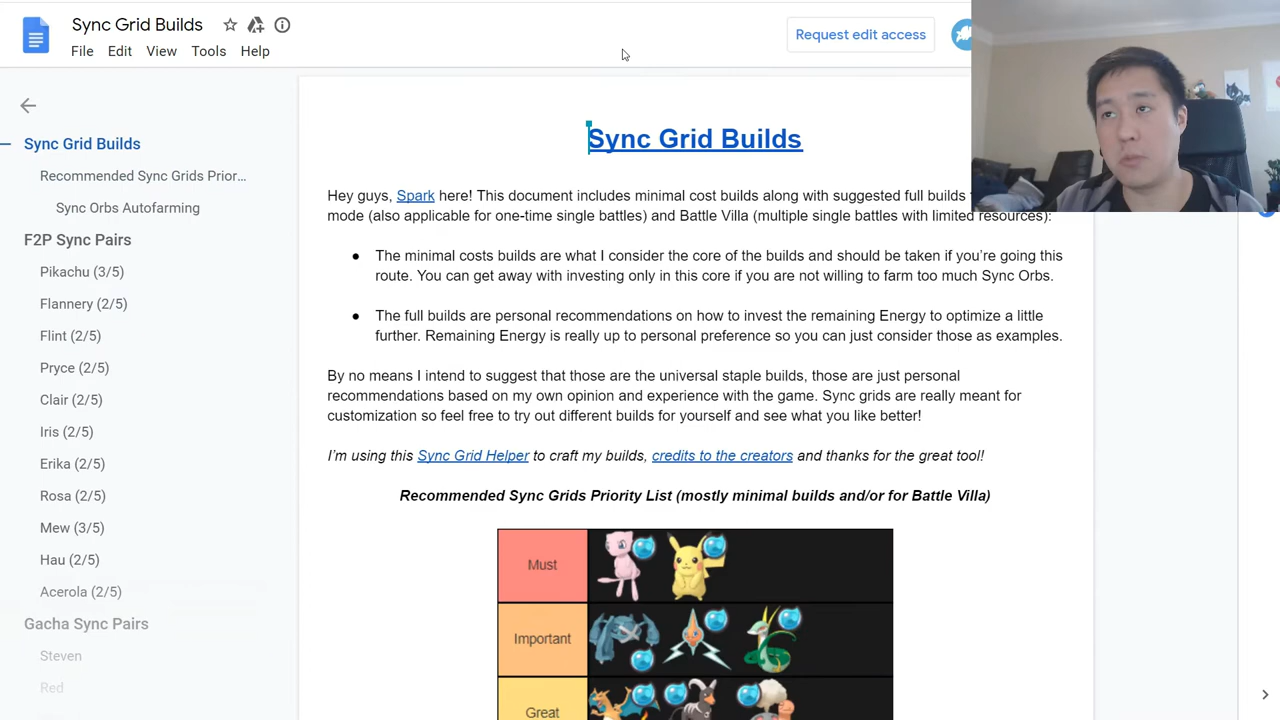 Sync Grid Builds
File Edit View Tools Help
Request edit access
Sync Grid Builds
Recommended Sync Grids Prior...
Sync Orbs Autofarming
F2P Sync Pairs
Pikachu (3/5)
Flannery (2/5)
Flint (2/5)
Pryce (2/5)
Clair (2/5)
Iris (2/5)
Erika (2/5)
Rosa (2/5)
Mew (3/5)
Hau (2/5)
Acerola (2/5)
Gacha Sync Pairs
Steven
Red
Sync Grid Builds
Hey guys, Spark here! This document includes minimal cost builds along with suggested full builds
mode (also applicable for one-time single battles) and Battle Villa (multiple single battles with limited resources):
● The minimal costs builds are what I consider the core of the builds and should be taken if you're going this
route. You can get away with investing only in this core if you are not willing to farm too much Sync Orbs.
● The full builds are personal recommendations on how to invest the remaining Energy to optimize a little
further. Remaining Energy is really up to personal preference so you can just consider those as examples.
By no means I intend to suggest that those are the universal staple builds, those are just personal
recommendations based on my own opinion and experience with the game. Sync grids are really meant for
customization so feel free to try out different builds for yourself and see what you like better!
I'm using this Sync Grid Helper to craft my builds, credits to the creators and thanks for the great tool!
Recommended Sync Grids Priority List (mostly minimal builds and/or for Battle Villa)
Must
Important
Great